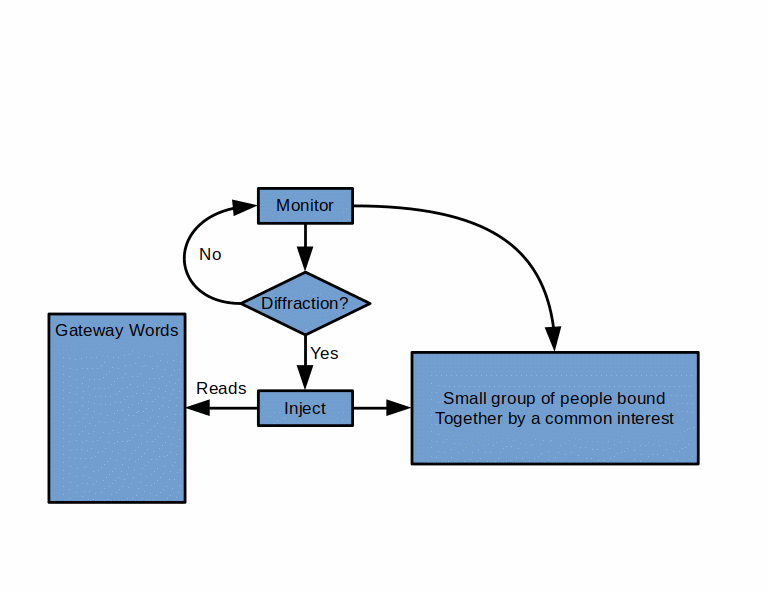 Monitor
No
Diffraction?
Gateway Words
Yes
Reads
Inject
Small group of people bound
Together by a common interest